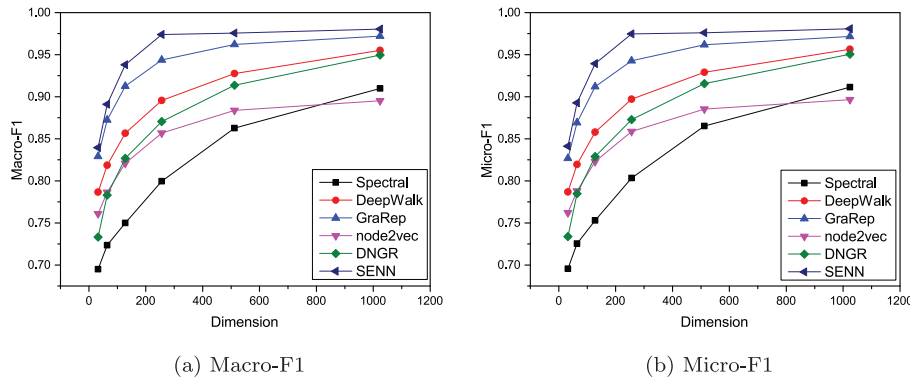 1.00
0.95
0.90
0.85
0.80
0.75
0.70
Macro-F1
0 200 400 600 800 1000 1200
Dimension
Spectral
DeepWalk
GraRep
node2vec
DNGR
SENN
(a) Macro-F1
1.00
0.95
0.90
0.85
0.80
0.75
0.70
Micro-F1
0 200 400 600 800 1000 1200
Dimension
Spectral
DeepWalk
GraRep
node2vec
DNGR
SENN
(b) Micro-F1